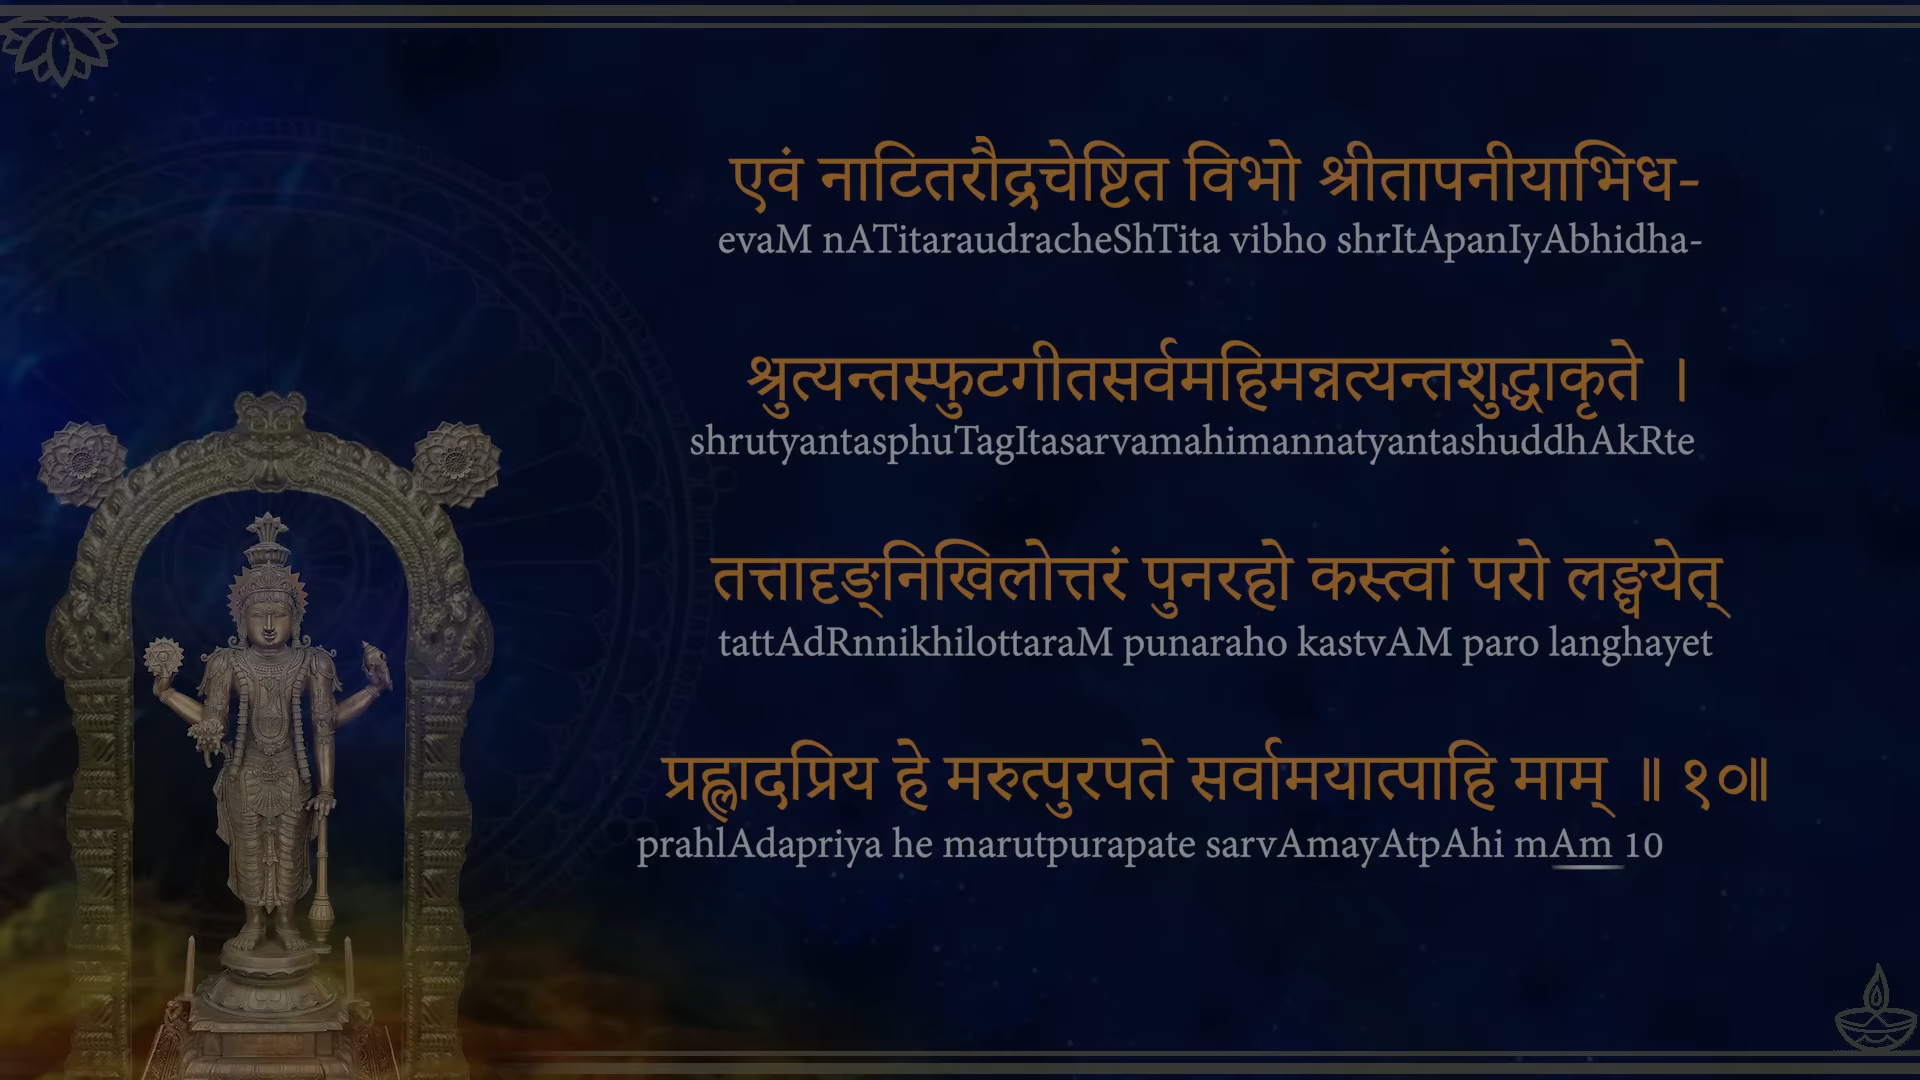 एवं नाटितरौद्रचेष्टित विभो श्रीतापनीयाभिध-
evaM nATitaraudracheShTita vibho shrItApanIyAbhidha-
श्रुत्यन्तस्फुटगीतसर्वमहिमन्नत्यन्तशुद्धाकृते ।
shrutyantasphuTagItasarvamahimannatyantashuddhAkRte
तत्तादृङ्निखिलोत्तरं पुनरहो कस्त्वां परो लङ्घयेत्
tattAdRnnikhilottaraM punaraho kastvAM paro langhayet
प्रह्लादप्रिय हे मरुत्पुरपते सर्वामयात्पाहि माम् ॥ १०॥
prahlAdapriya he marutpurapate sarvAmayAtpAhi mAm 10